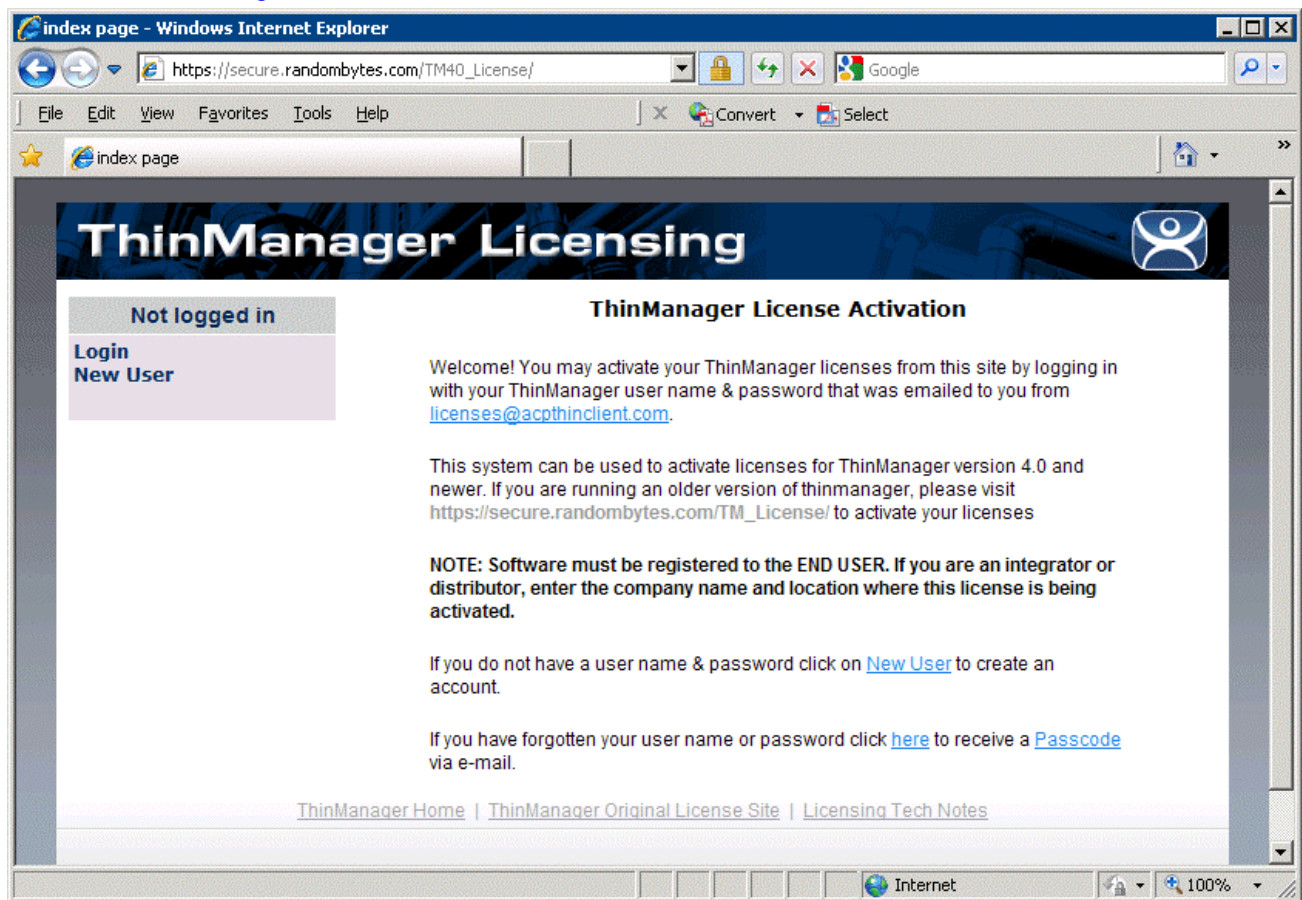 index page - Windows Internet Explorer
https://secure.randombytes.com/TM40_License/
Google
File Edit View Favorites Tools Help
x Convert Select
index page
»
ThinManager Licensing
Not logged in
Login
New User
ThinManager License Activation
Welcome! You may activate your ThinManager licenses from this site by logging in
with your ThinManager user name & password that was emailed to you from
licenses@acpthinclient.com.
This system can be used to activate licenses for ThinManager version 4.0 and
newer. If you are running an older version of thinmanager, please visit
https://secure.randombytes.com/TM_License/ to activate your licenses
NOTE: Software must be registered to the END USER. If you are an integrator or
distributor, enter the company name and location where this license is being
activated.
If you do not have a user name & password click on New User to create an
account.
If you have forgotten your user name or password click here to receive a Passcode
via e-mail.
ThinManager Home | ThinManager Original License Site | Licensing Tech Notes
Internet
100%